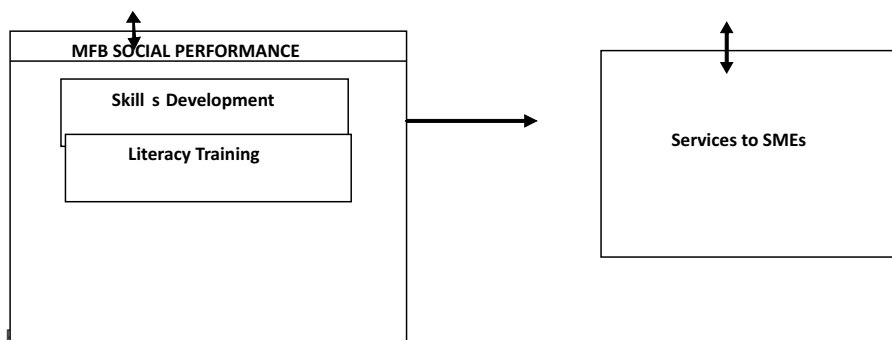 MFB SOCIAL PERFORMANCE
Skill s Development
Literacy Training
Services to SMEs